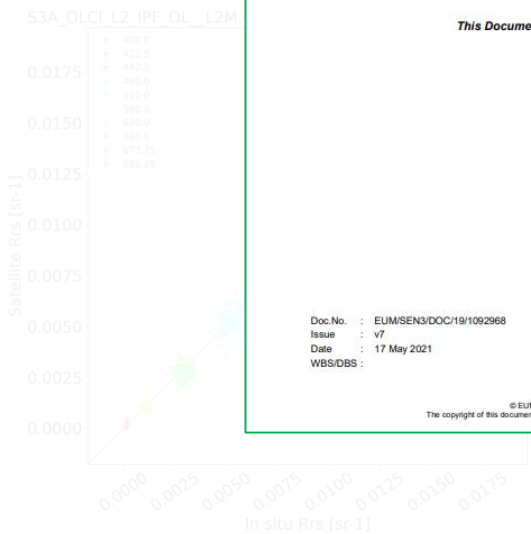 S3A_OLCI_L2_IPF_OL__L2M
This Docume
400.0
412.5
442.5
490.0
510.0
560.0
620.0
665.0
673.75
681.25
0.0175
0.0150
0.0125
0.0100
0.0075
0.0050
0.0025
0.0000
Satellite Rrs [sr-1]
Doc.No. : EUM/SEN3/DOC/19/1092968
Issue : v7
Date : 17 May 2021
WBS/DBS :
© EUM
The copyright of this documen
0.0000
0.0025
0.0050
0.0075
0.0100
0.0125
0.0150
0.0175
In situ Rrs [sr-1]